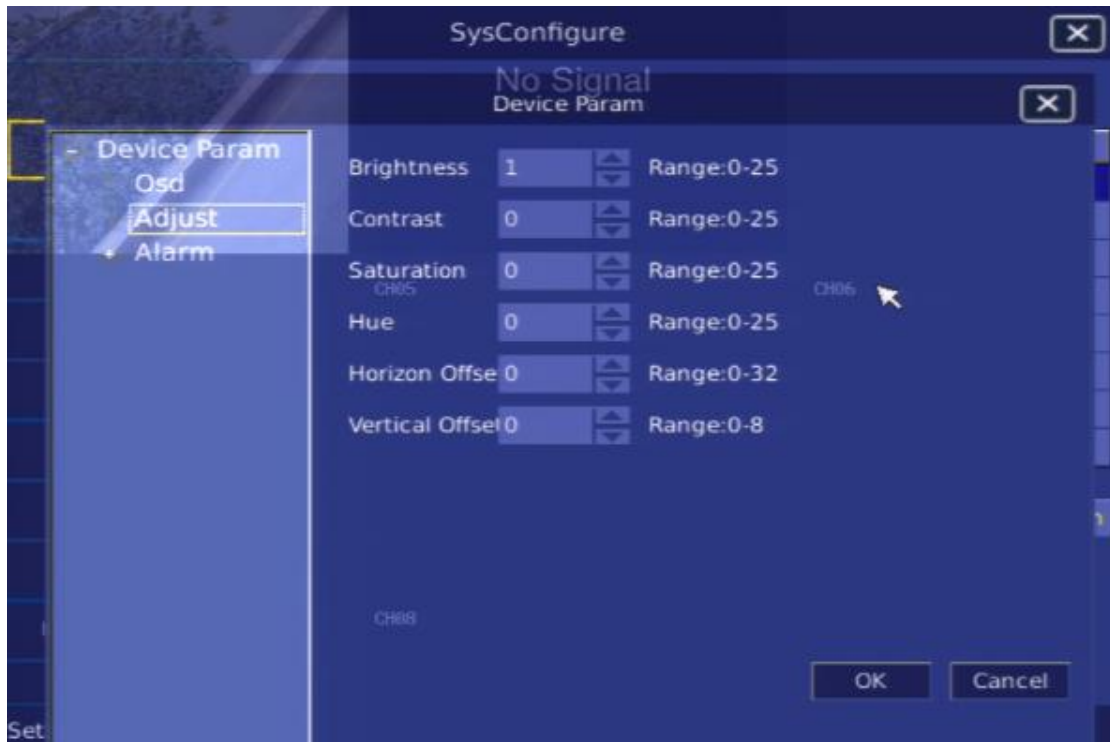 SysConfigure
No Signal
Device Param
- Device Param
Osd
Adjust
+ Alarm
Brightness 1 Range:0-25
Contrast 0 Range:0-25
Saturation 0 Range:0-25
CH05 CH06
Hue 0 Range:0-25
Horizon Offse 0 Range:0-32
Vertical Offset 0 Range:0-8
CH08
OK Cancel
Set